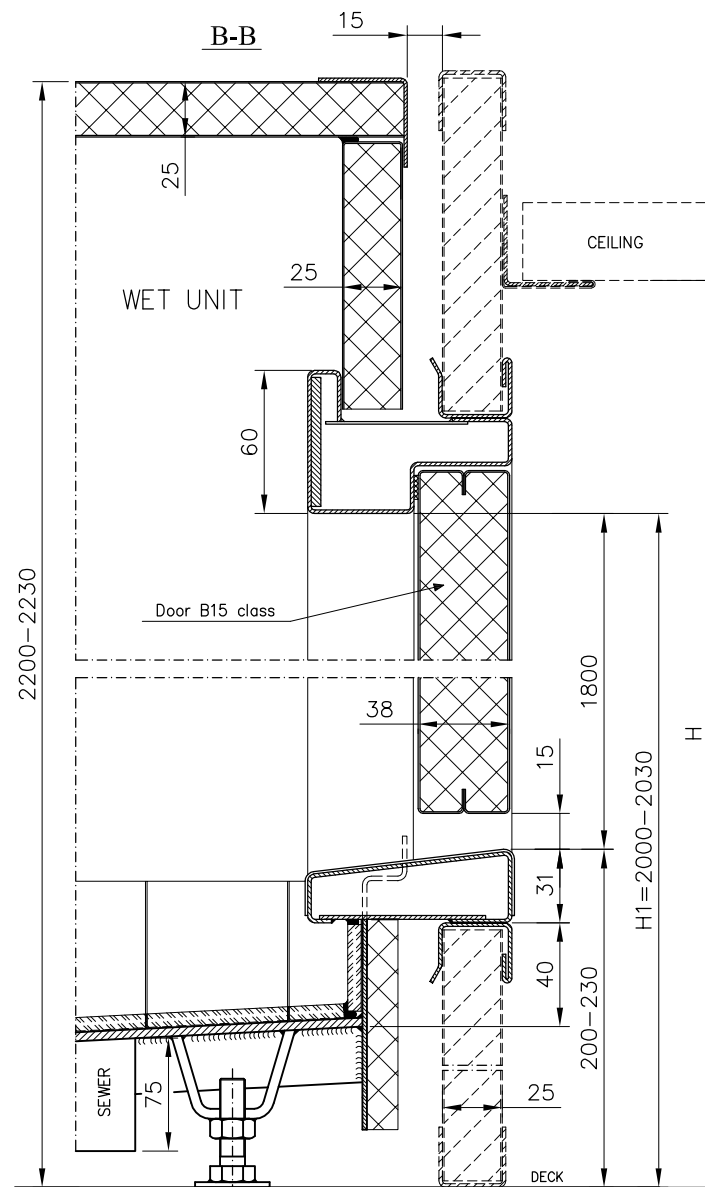 B-B
15
25
CEILING
25
WET UNIT
60
Door B15 class
2200-2230
38
1800
H
15
H1=2000-2030
31
40
200-230
SEWER
75
25
DECK